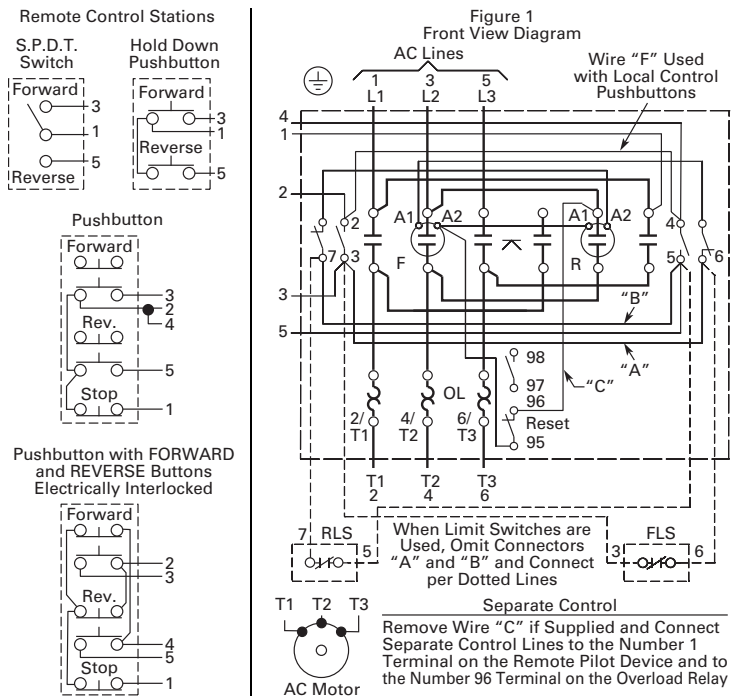 Remote Control Stations
S.P.D.T.
Switch
Forward
3
1
5
Reverse
Hold Down
Pushbutton
Forward
3
1
Reverse
5
Pushbutton
Forward
3
2
4
Rev.
5
Stop
1
Pushbutton with FORWARD
and REVERSE Buttons
Electrically Interlocked
Forward
2
3
Rev.
4
5
Stop
1
Figure 1
Front View Diagram
AC Lines
1 3 5
L1 L2 L3
Wire “F” Used
with Local Control
Pushbuttons
4
1
2
2 A1 A2 A1 A2 4
7 3 F R 5 6
3
“B”
5
“A”
98
97
“C”
96
OL
Reset
95
2/ 4/ 6/
T1 T2 T3
T1 T2 T3
2 4 6
7 RLS 5
When Limit Switches are
Used, Omit Connectors
“A” and “B” and Connect
per Dotted Lines
3 FLS 6
T1 T2 T3
AC Motor
Separate Control
Remove Wire “C” if Supplied and Connect
Separate Control Lines to the Number 1
Terminal on the Remote Pilot Device and to
the Number 96 Terminal on the Overload Relay